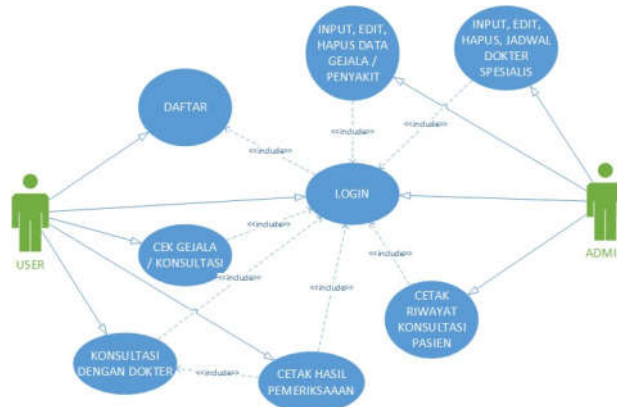 INPUT, EDIT,
HAPUS DATA
GEJALA /
PENYAKIT
INPUT, EDIT,
HAPUS, JADWAL
DOKTER
SPESIALIS
DAFTAR
<<include>>
<<include>>
<<include>>
LOGIN
USER
ADMI
CEK GEJALA
/ KONSULTASI
<<include>>
<<include>>
<<include>>
<<include>>
CETAK
RIWAYAT
KONSULTASI
PASIEN
KONSULTASI
DENGAN DOKTER
<<include>>
CETAK HASIL
PEMERIKSAAAN